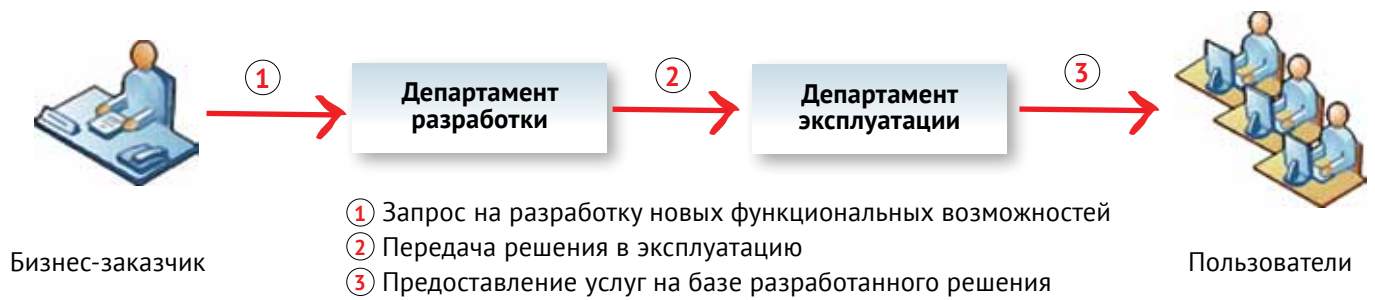 1
2
3
Департамент
разработки
Департамент
эксплуатации
1 Запрос на разработку новых функциональных возможностей
2 Передача решения в эксплуатацию
3 Предоставление услуг на базе разработанного решения
Бизнес-заказчик
Пользователи